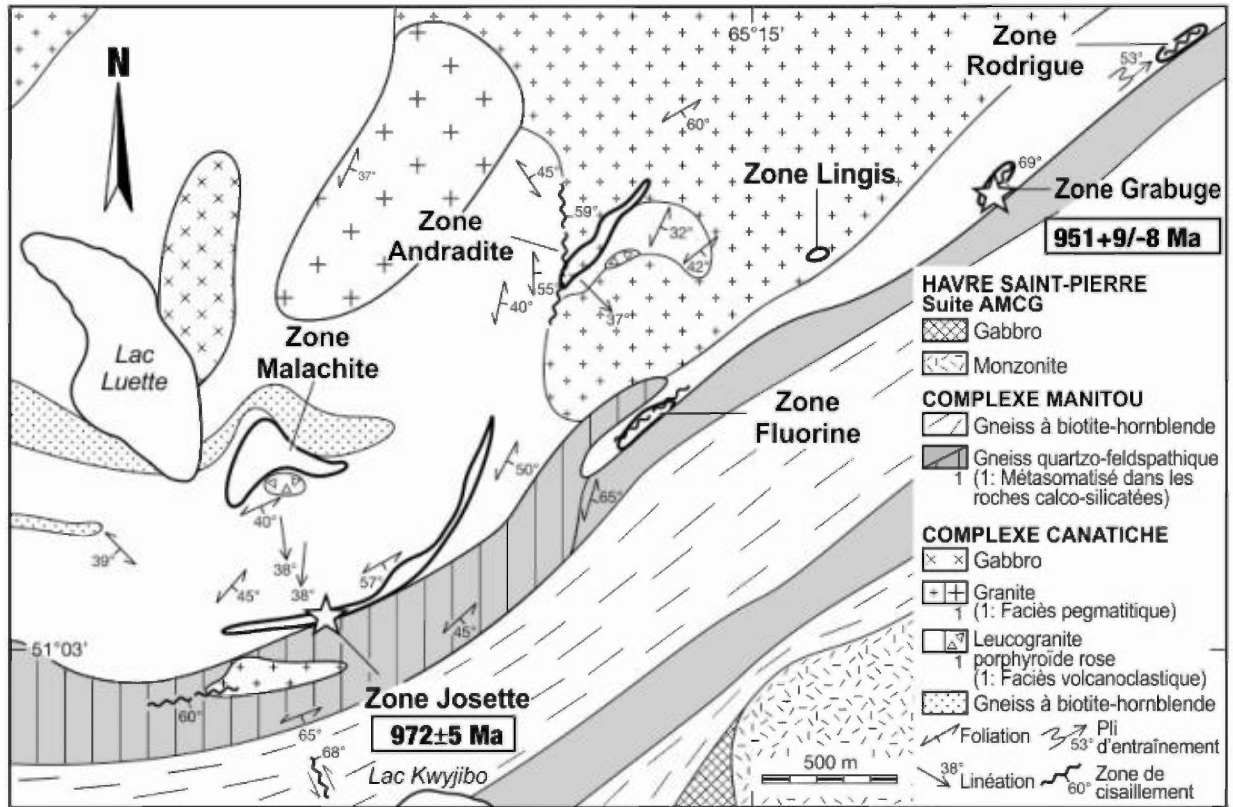 65°15'
N
Zone
Rodrigue
53°
60°
37°
45°
Zone Lingis
69°
Zone Grabuge
951+9/-8 Ma
Zone
Andradite
59°
32°
42°
55°
40°
37°
Lac
Luette
Zone
Malachite
Zone
Fluorine
50°
65°
40°
39°
38°
38°
57°
45°
45°
51°03'
60°
Zone Josette
972±5 Ma
65°
68°
Lac Kwyjibo
500 m
HAVRE SAINT-PIERRE
Suite AMCG
Gabbro
Monzonite
COMPLEXE MANITOU
Gneiss à biotite-hornblende
Gneiss quartzo-feldspathique
1 (1: Métasomatisé dans les
roches calco-silicatées)
COMPLEXE CANATICHE
Gabbro
Granite
1 (1: Faciès pegmatitique)
Leucogranite
1 porphyroïde rose
(1: Faciès volcanoclastique)
Gneiss à biotite-hornblende
Foliation
53° Pli
d'entraînement
38° Linéation
60° Zone de
cisaillement